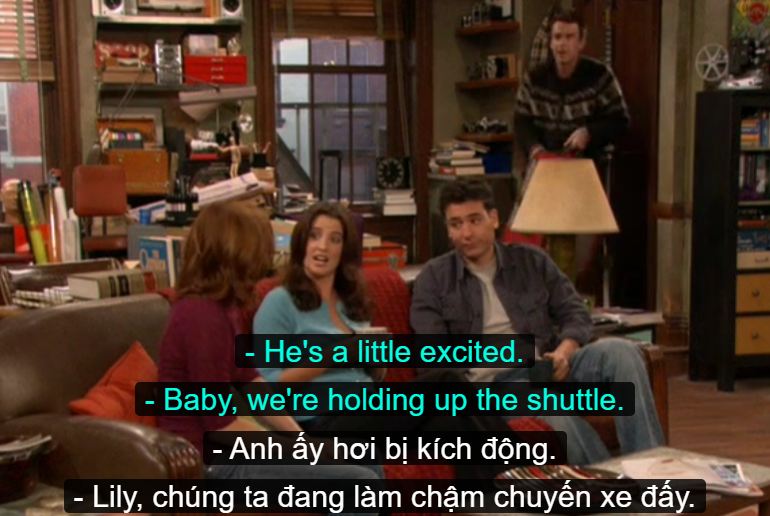 - He's a little excited.
- Baby, we're holding up the shuttle.
- Anh ấy hơi bị kích động.
- Lily, chúng ta đang làm chậm chuyến xe đấy.